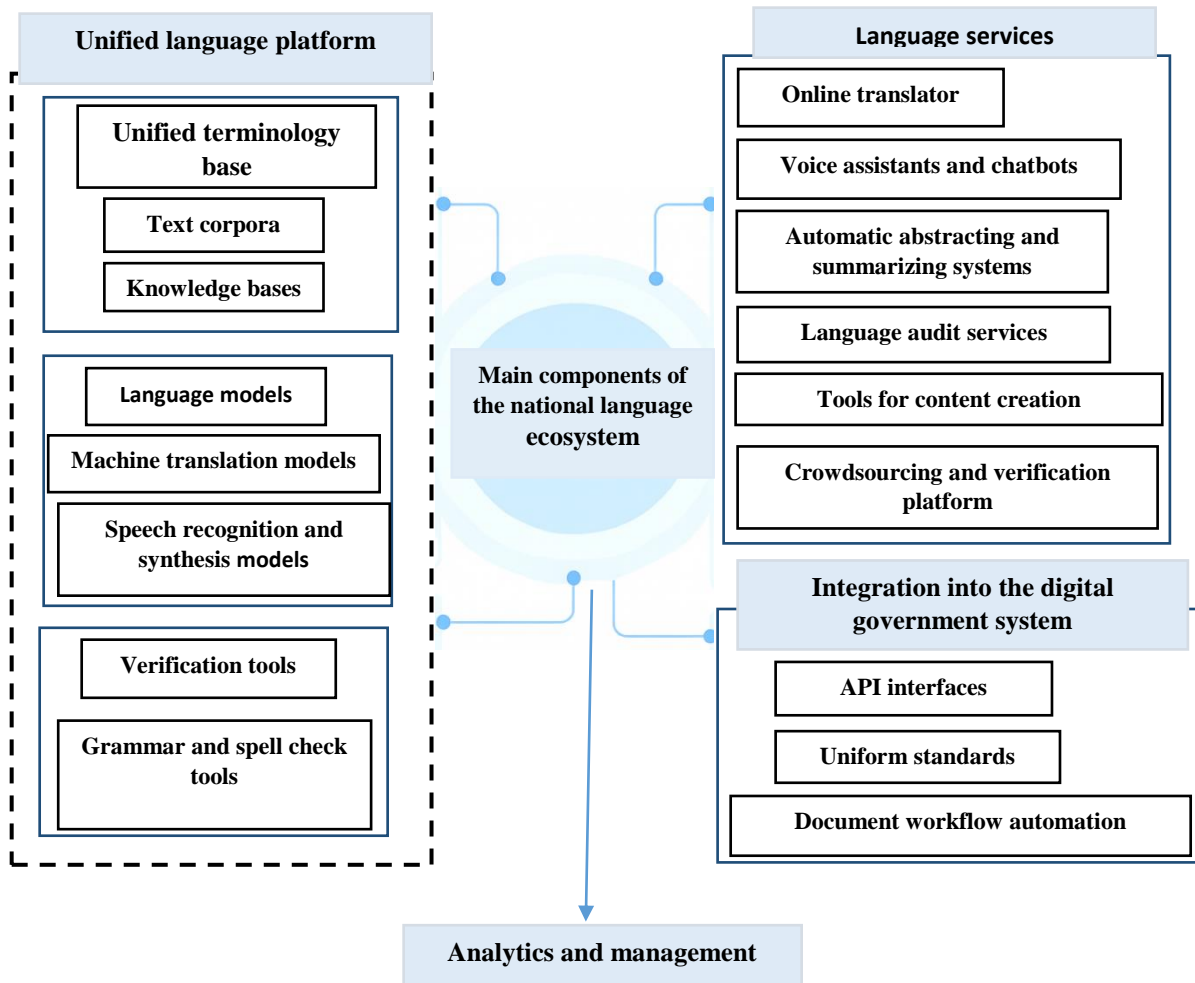 Unified language platform
Unified terminology
base
Text corpora
Knowledge bases
Language models
Machine translation models
Speech recognition and
synthesis models
Verification tools
Grammar and spell check
tools
Main components of
the national language
ecosystem
Language services
Online translator
Voice assistants and chatbots
Automatic abstracting and
summarizing systems
Language audit services
Tools for content creation
Crowdsourcing and verification
platform
Integration into the digital
government system
API interfaces
Uniform standards
Document workflow automation
Analytics and management